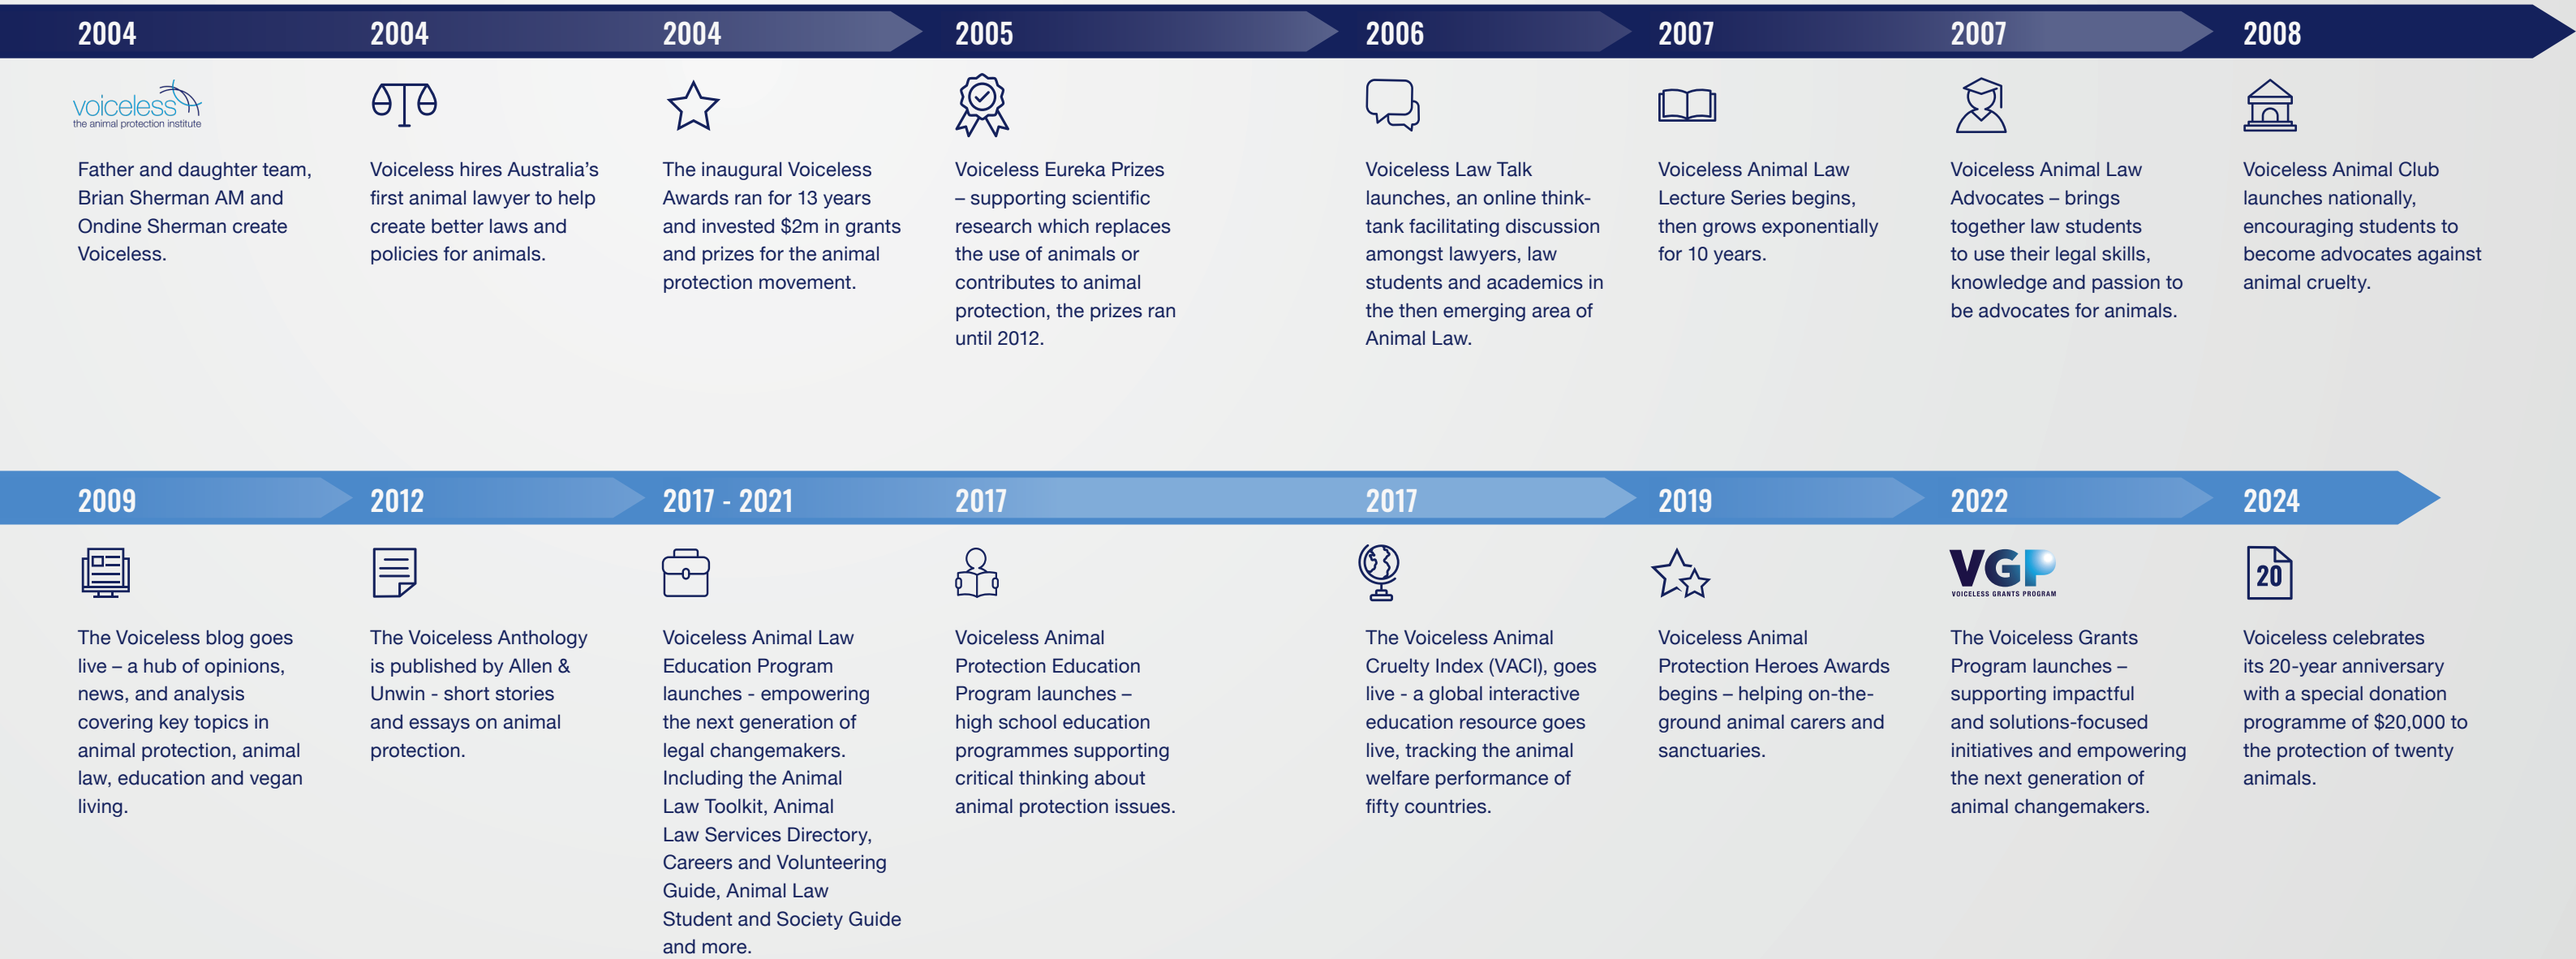 2004
voiceless
the animal protection institute
Father and daughter team,
Brian Sherman AM and
Ondine Sherman create
Voiceless.
2004
Voiceless hires Australia’s
first animal lawyer to help
create better laws and
policies for animals.
2004
The inaugural Voiceless
Awards ran for 13 years
and invested $2m in grants
and prizes for the animal
protection movement.
2005
Voiceless Eureka Prizes
– supporting scientific
research which replaces
the use of animals or
contributes to animal
protection, the prizes ran
until 2012.
2006
Voiceless Law Talk
launches, an online think-
tank facilitating discussion
amongst lawyers, law
students and academics in
the then emerging area of
Animal Law.
2007
Voiceless Animal Law
Lecture Series begins,
then grows exponentially
for 10 years.
2007
Voiceless Animal Law
Advocates – brings
together law students
to use their legal skills,
knowledge and passion to
be advocates for animals.
2008
Voiceless Animal Club
launches nationally,
encouraging students to
become advocates against
animal cruelty.
2009
The Voiceless blog goes
live – a hub of opinions,
news, and analysis
covering key topics in
animal protection, animal
law, education and vegan
living.
2012
The Voiceless Anthology
is published by Allen &
Unwin - short stories
and essays on animal
protection.
2017 - 2021
Voiceless Animal Law
Education Program
launches - empowering
the next generation of
legal changemakers.
Including the Animal
Law Toolkit, Animal
Law Services Directory,
Careers and Volunteering
Guide, Animal Law
Student and Society Guide
and more.
2017
Voiceless Animal
Protection Education
Program launches –
high school education
programmes supporting
critical thinking about
animal protection issues.
2017
The Voiceless Animal
Cruelty Index (VACI), goes
live - a global interactive
education resource goes
live, tracking the animal
welfare performance of
fifty countries.
2019
Voiceless Animal
Protection Heroes Awards
begins – helping on-the-
ground animal carers and
sanctuaries.
2022
VGP
VOICELESS GRANTS PROGRAM
The Voiceless Grants
Program launches –
supporting impactful
and solutions-focused
initiatives and empowering
the next generation of
animal changemakers.
2024
20
Voiceless celebrates
its 20-year anniversary
with a special donation
programme of $20,000 to
the protection of twenty
animals.